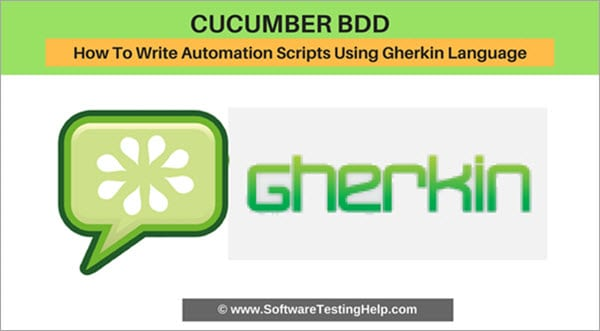 CUCUMBER BDD
How To Write Automation Scripts Using Gherkin Language
Gherkin
© www.SoftwareTestingHelp.com